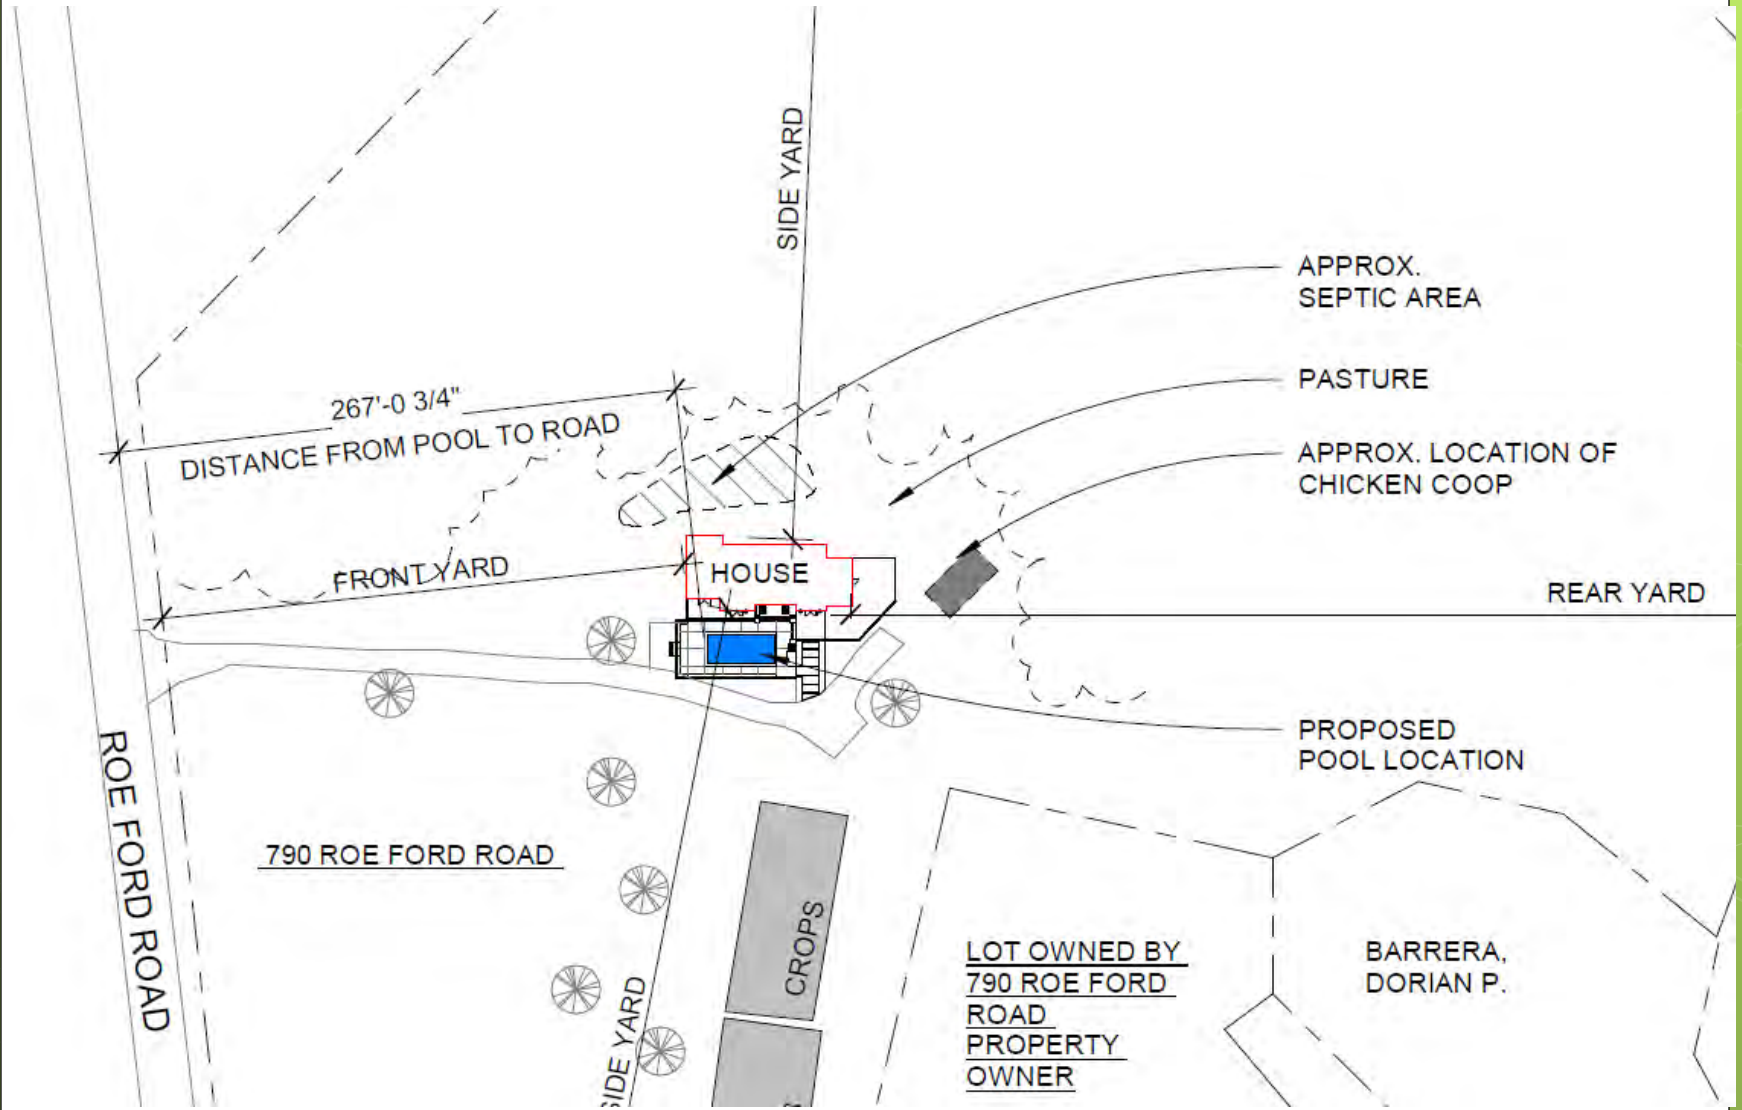 SIDE YARD
APPROX.
SEPTIC AREA
PASTURE
267'-0 3/4"
DISTANCE FROM POOL TO ROAD
APPROX. LOCATION OF
CHICKEN COOP
FRONT YARD
HOUSE
REAR YARD
PROPOSED
POOL LOCATION
ROE FORD ROAD
790 ROE FORD ROAD
CROPS
LOT OWNED BY
790 ROE FORD
ROAD
PROPERTY
OWNER
BARRERA,
DORIAN P.
SIDE YARD